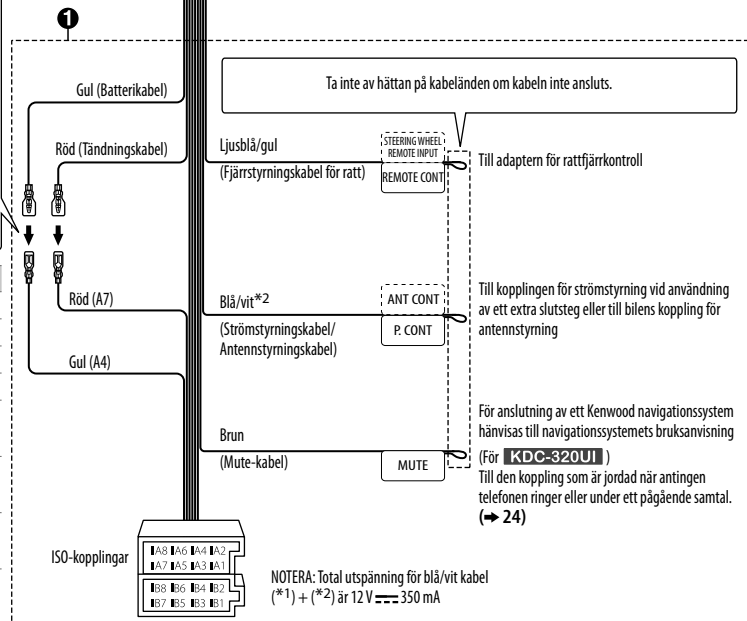 1
Ta inte av hättan på kabeländen om kabeln inte ansluts.
Gul (Batterikabel)
Röd (Tändningskabel)
Ljusblå/gul
(Fjärrstyrningskabel för ratt)
STEERING WHEEL
REMOTE INPUT
REMOTE CONT
Till adaptern för rattfjärrkontroll
Röd (A7)
Gul (A4)
Blå/vit*2
(Strömstyrningskabel/
Antennstyrningskabel)
ANT CONT
P. CONT
Till kopplingen för strömstyrning vid användning
av ett extra slutsteg eller till bilens koppling för
antennstyrning
Brun
(Mute-kabel)
MUTE
För anslutning av ett Kenwood navigationssystem
hänvisas till navigationssystemets bruksanvisning
(För KDC-320UI )
Till den koppling som är jordad när antingen
telefonen ringer eller under ett pågående samtal.
(➜ 24)
ISO-kopplingar
A8 A6 A4 A2
A7 A5 A3 A1
B8 B6 B4 B2
B7 B5 B3 B1
NOTERA: Total utspänning för blå/vit kabel
(*1) + (*2) är 12 V ⎓ 350 mA